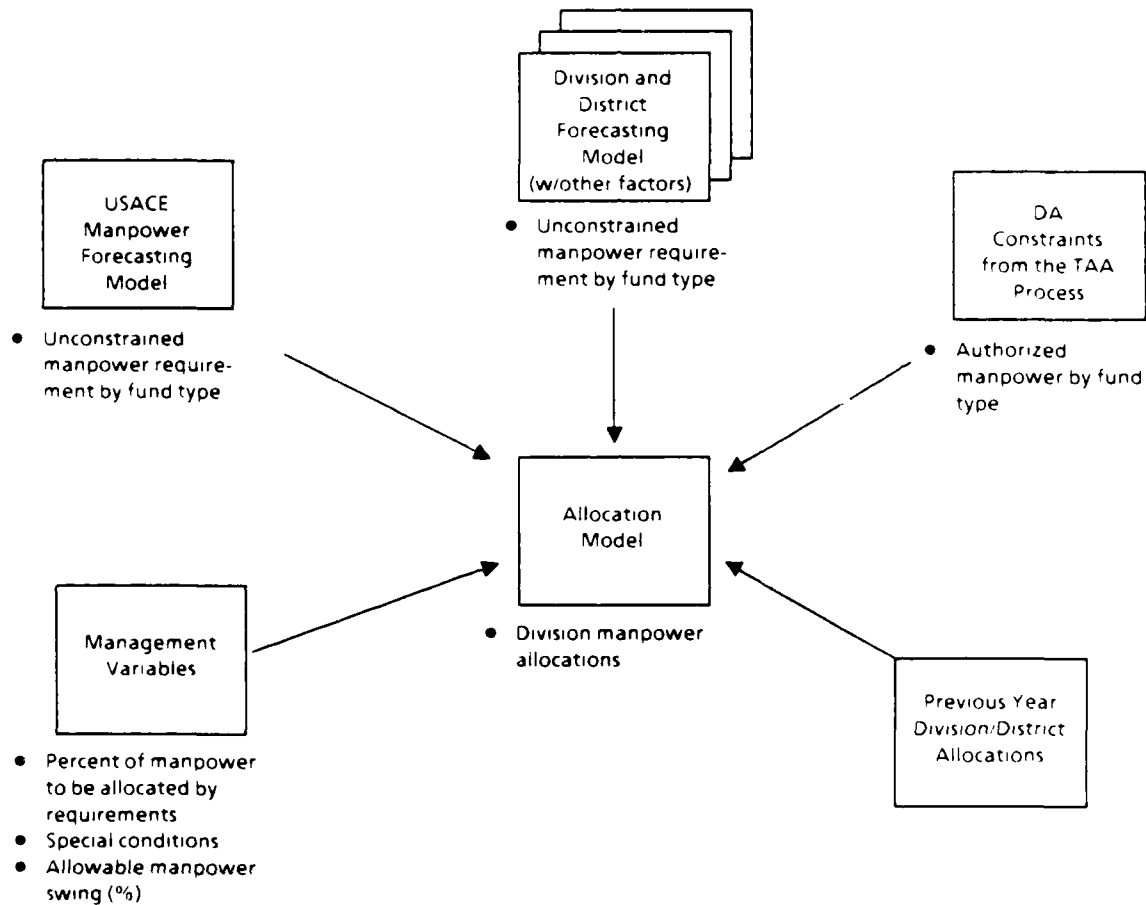 Division and
District
Forecasting
Model
(w/other factors)
● Unconstrained
manpower require-
ment by fund type
USACE
Manpower
Forecasting
Model
● Unconstrained
manpower require-
ment by fund type
DA
Constraints
from the TAA
Process
● Authorized
manpower by fund
type
Allocation
Model
● Division manpower
allocations
Management
Variables
● Percent of manpower
to be allocated by
requirements
● Special conditions
● Allowable manpower
swing (%)
Previous Year
Division/District
Allocations